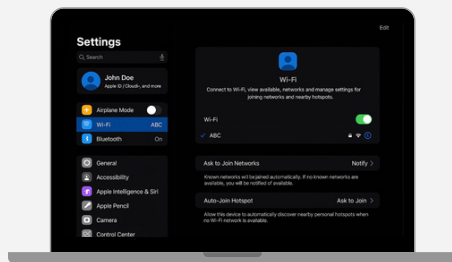 Edit
Settings
Search
John Doe
Apple ID / iCloud+, and more
Airplane Mode
Wi-Fi ABC
Bluetooth On
General
Accessibility
Apple Intelligence & Siri
Apple Pencil
Camera
Control Center
Wi-Fi
Connect to Wi-Fi, view available, networks and manage settings for
joining networks and nearby hotspots.
Wi-Fi
ABC
Ask to Join Networks Notify
Known networks will be joined automatically. If no known networks are
available, you will be notified of available.
Auto-Join Hotspot Ask to Join
Allow this device to automatically discover nearby personal hotspots when
no Wi-Fi network is available.